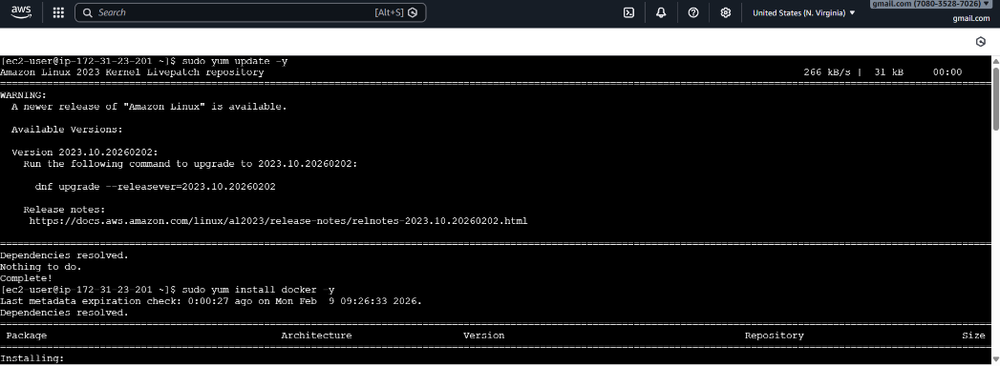 aws
Search [Alt+S]
United States (N. Virginia)
gmail.com (7080-3528-7026)
gmail.com
[ec2-user@ip-172-31-23-201 ~]$ sudo yum update -y
Amazon Linux 2023 Kernel Livepatch repository 266 kB/s | 31 kB 00:00
WARNING:
A newer release of "Amazon Linux" is available.
Available Versions:
Version 2023.10.20260202:
Run the following command to upgrade to 2023.10.20260202:
dnf upgrade --releasever=2023.10.20260202
Release notes:
https://docs.aws.amazon.com/linux/al2023/release-notes/relnotes-2023.10.20260202.html
Dependencies resolved.
Nothing to do.
Complete!
[ec2-user@ip-172-31-23-201 ~]$ sudo yum install docker -y
Last metadata expiration check: 0:00:27 ago on Mon Feb 9 09:26:33 2026.
Dependencies resolved.
Package Architecture Version Repository Size
Installing: